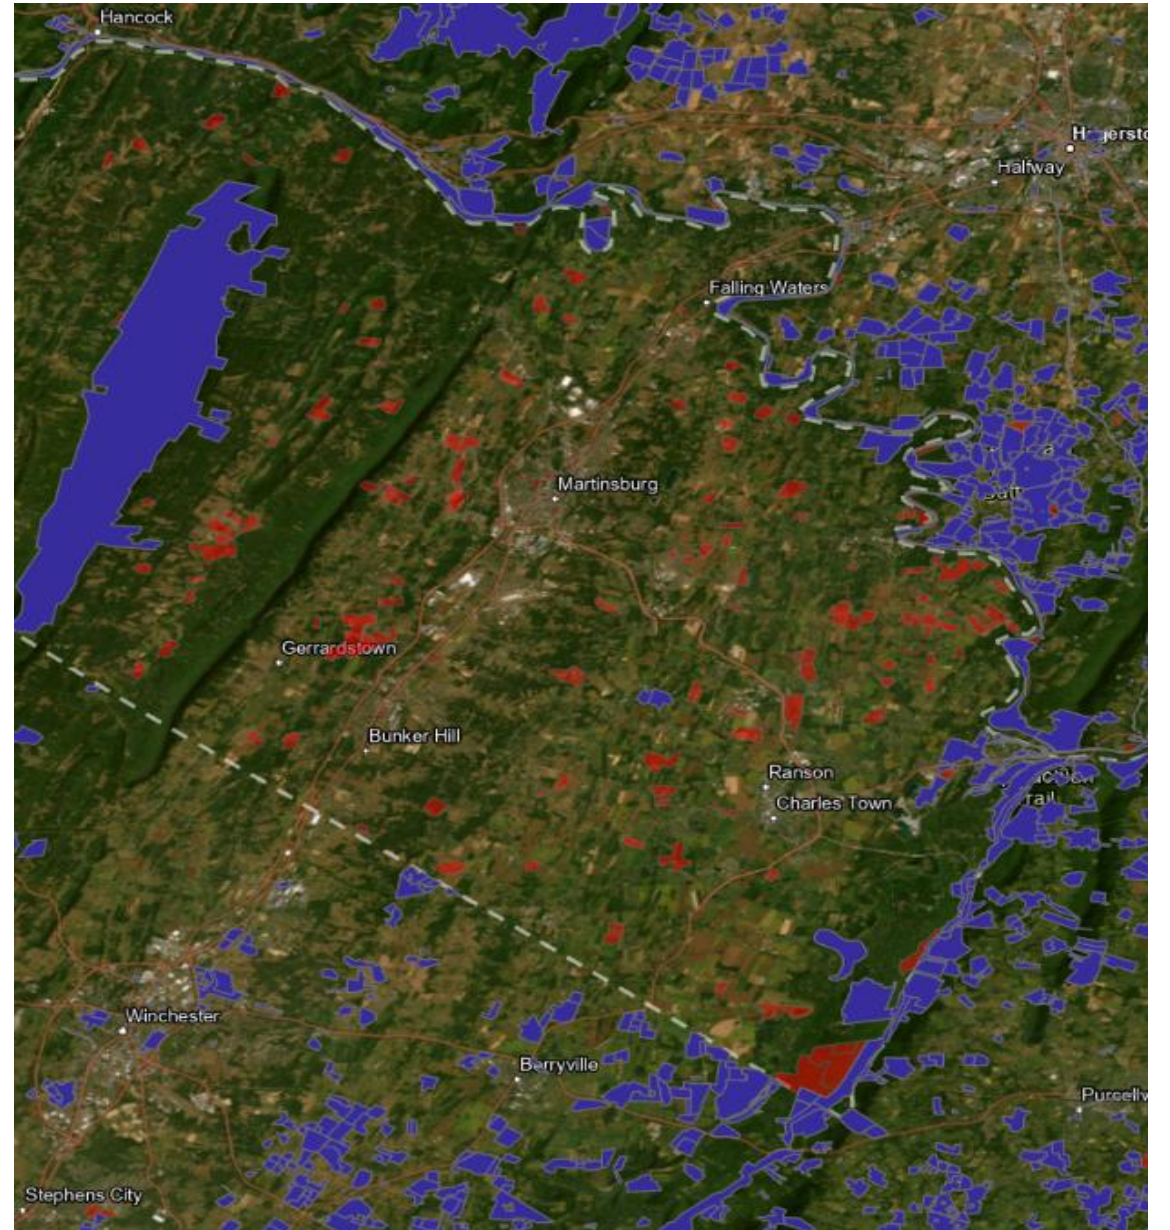 Hancock
Halfway
Falling Waters
Martinsburg
Gerrardstown
Bunker Hill
Ranson
Charles Town
Winchester
Berryville
Stephens City